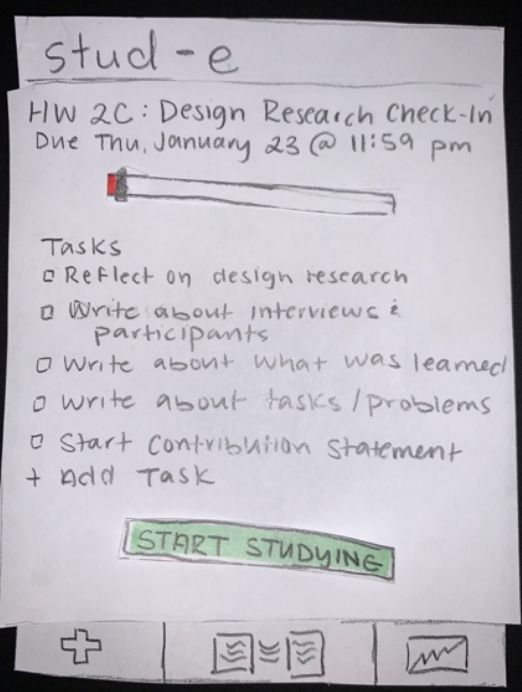 stud-e
HW 2C: Design Research Check-In
Due Thu, January 23 @ 11:59 pm
Tasks
Reflect on design research
Write about interviews &
participants
Write about what was learned
Write about tasks/problems
Start Contribution Statement
+ Add Task
START STUDYING